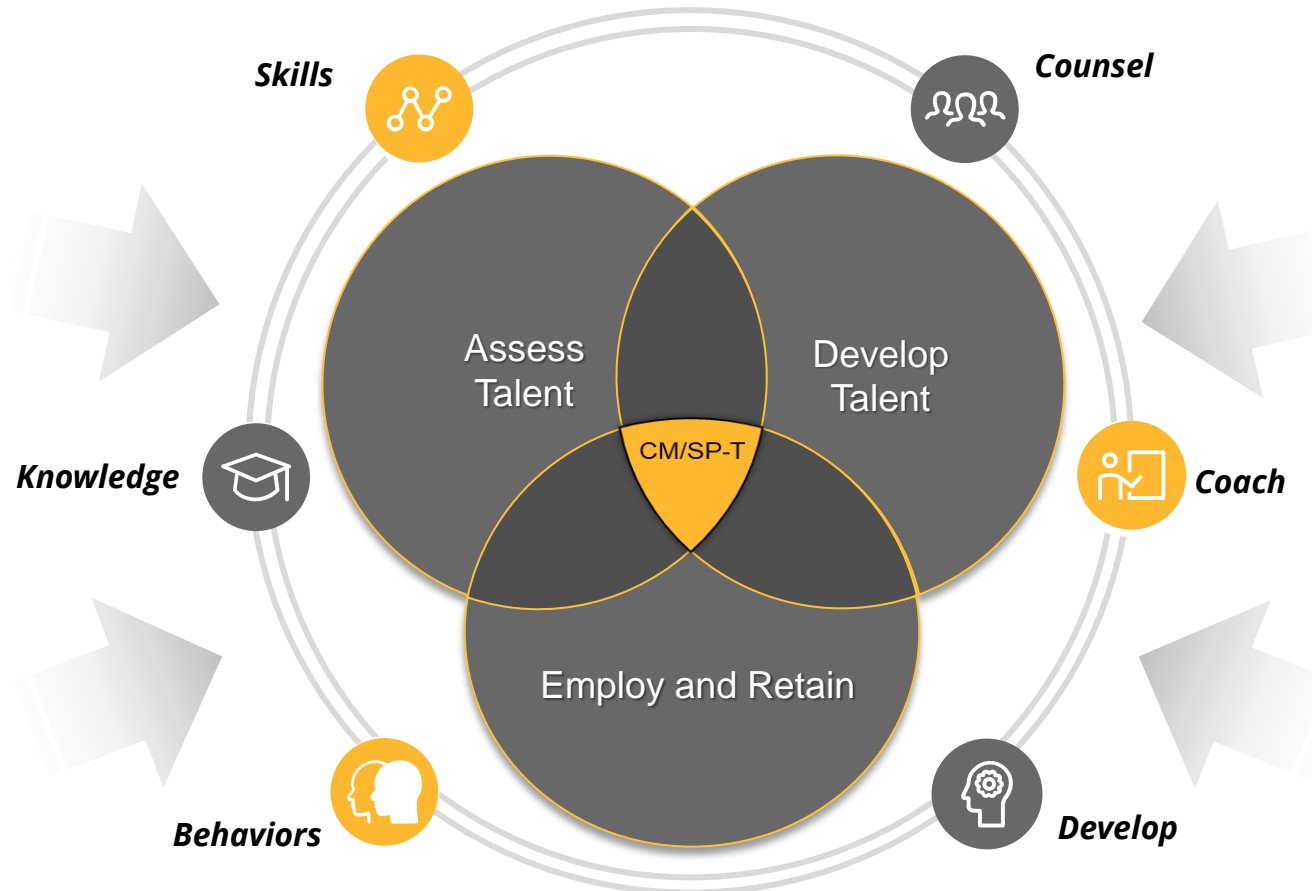 Skills
Counsel
Assess
Talent
Develop
Talent
CM/SP-T
Knowledge
Coach
Employ and Retain
Behaviors
Develop